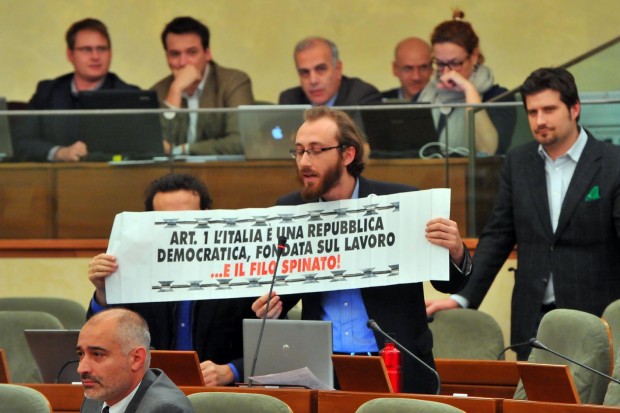 ART. 1 L'ITALIA È UNA REPUBBLICA
DEMOCRATICA, FONDATA SUL LAVORO
...E IL FILO SPINATO!